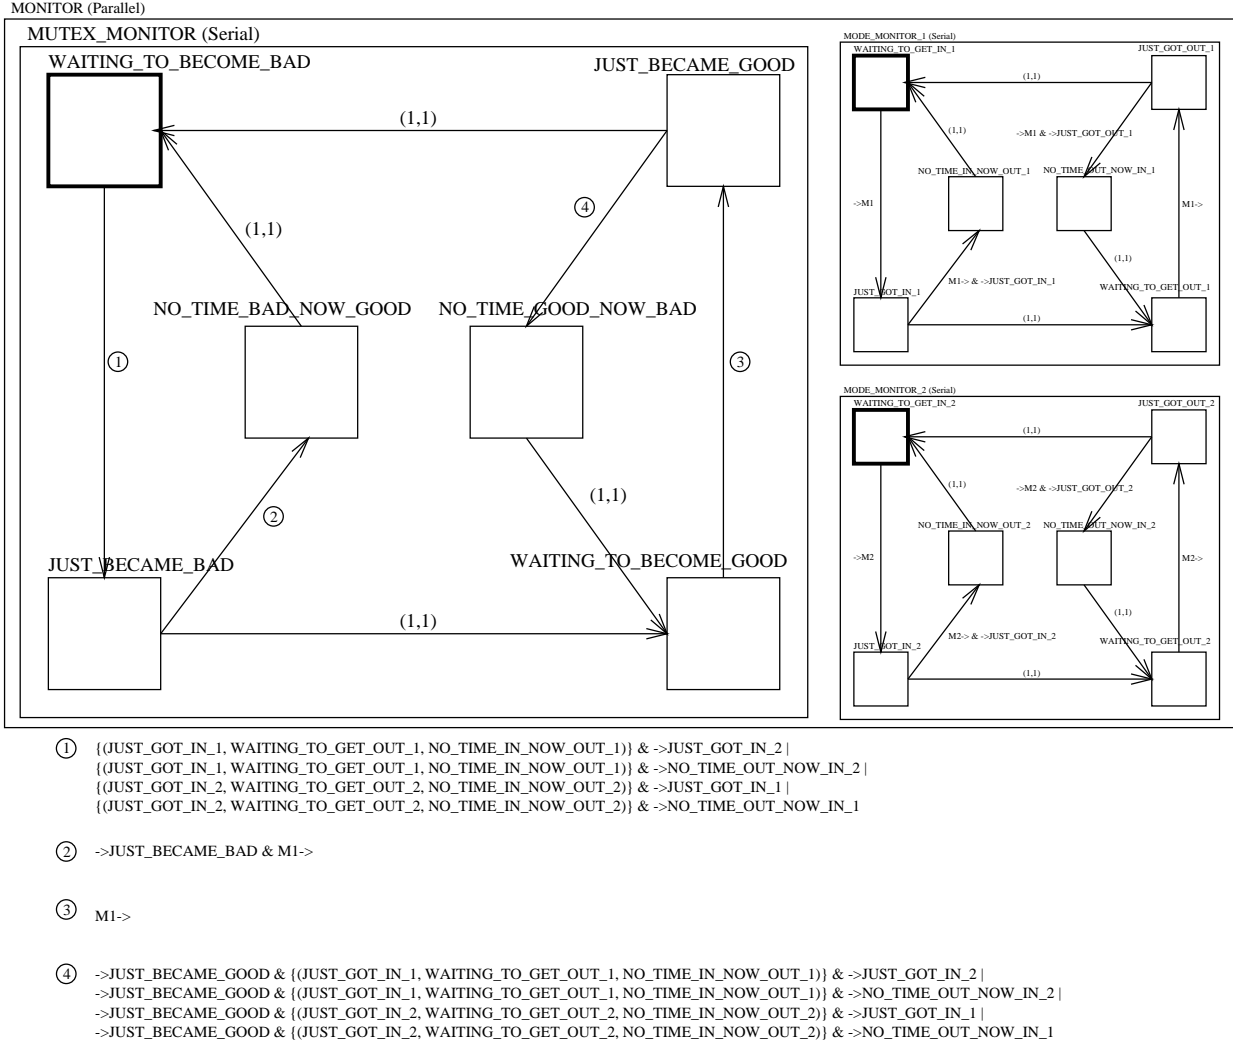 MONITOR (Parallel)
MUTEX_MONITOR (Serial)
WAITING_TO_BECOME_BAD
JUST_BECAME_GOOD
(1,1)
4
(1,1)
NO_TIME_BAD_NOW_GOOD
NO_TIME_GOOD_NOW_BAD
1
3
(1,1)
2
JUST_BECAME_BAD
WAITING_TO_BECOME_GOOD
(1,1)
MODE_MONITOR_1 (Serial)
WAITING_TO_GET_IN_1
JUST_GOT_OUT_1
(1,1)
(1,1)
->M1 & ->JUST_GOT_OUT_1
NO_TIME_IN_NOW_OUT_1
NO_TIME_OUT_NOW_IN_1
->M1
M1->
(1,1)
M1-> & ->JUST_GOT_IN_1
JUST_GOT_IN_1
WAITING_TO_GET_OUT_1
(1,1)
MODE_MONITOR_2 (Serial)
WAITING_TO_GET_IN_2
JUST_GOT_OUT_2
(1,1)
(1,1)
->M2 & ->JUST_GOT_OUT_2
NO_TIME_IN_NOW_OUT_2
NO_TIME_OUT_NOW_IN_2
->M2
M2->
(1,1)
M2-> & ->JUST_GOT_IN_2
JUST_GOT_IN_2
WAITING_TO_GET_OUT_2
(1,1)
1 {(JUST_GOT_IN_1, WAITING_TO_GET_OUT_1, NO_TIME_IN_NOW_OUT_1)} & ->JUST_GOT_IN_2 |
{(JUST_GOT_IN_1, WAITING_TO_GET_OUT_1, NO_TIME_IN_NOW_OUT_1)} & ->NO_TIME_OUT_NOW_IN_2 |
{(JUST_GOT_IN_2, WAITING_TO_GET_OUT_2, NO_TIME_IN_NOW_OUT_2)} & ->JUST_GOT_IN_1 |
{(JUST_GOT_IN_2, WAITING_TO_GET_OUT_2, NO_TIME_IN_NOW_OUT_2)} & ->NO_TIME_OUT_NOW_IN_1
2 ->JUST_BECAME_BAD & M1->
3 M1->
4 ->JUST_BECAME_GOOD & {(JUST_GOT_IN_1, WAITING_TO_GET_OUT_1, NO_TIME_IN_NOW_OUT_1)} & ->JUST_GOT_IN_2 |
->JUST_BECAME_GOOD & {(JUST_GOT_IN_1, WAITING_TO_GET_OUT_1, NO_TIME_IN_NOW_OUT_1)} & ->NO_TIME_OUT_NOW_IN_2 |
->JUST_BECAME_GOOD & {(JUST_GOT_IN_2, WAITING_TO_GET_OUT_2, NO_TIME_IN_NOW_OUT_2)} & ->JUST_GOT_IN_1 |
->JUST_BECAME_GOOD & {(JUST_GOT_IN_2, WAITING_TO_GET_OUT_2, NO_TIME_IN_NOW_OUT_2)} & ->NO_TIME_OUT_NOW_IN_1